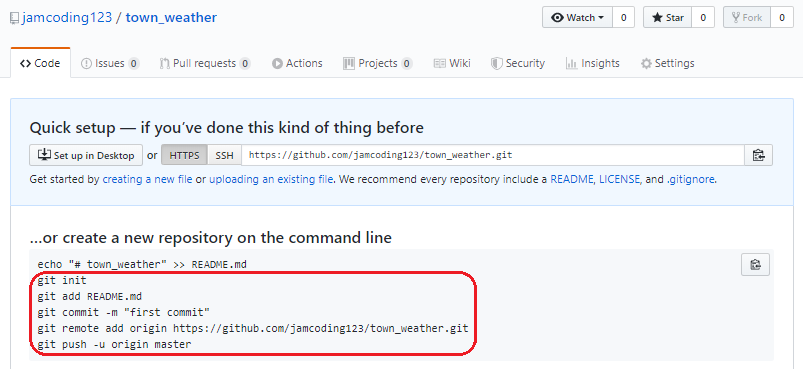 jamcoding123 / town_weather
Watch 0 Star 0 Fork 0
Code Issues 0 Pull requests 0 Actions Projects 0 Wiki Security Insights Settings
Quick setup — if you've done this kind of thing before
Set up in Desktop or HTTPS SSH https://github.com/jamcoding123/town_weather.git
Get started by creating a new file or uploading an existing file. We recommend every repository include a README, LICENSE, and .gitignore.
…or create a new repository on the command line
echo "# town_weather" >> README.md
git init
git add README.md
git commit -m "first commit"
git remote add origin https://github.com/jamcoding123/town_weather.git
git push -u origin master